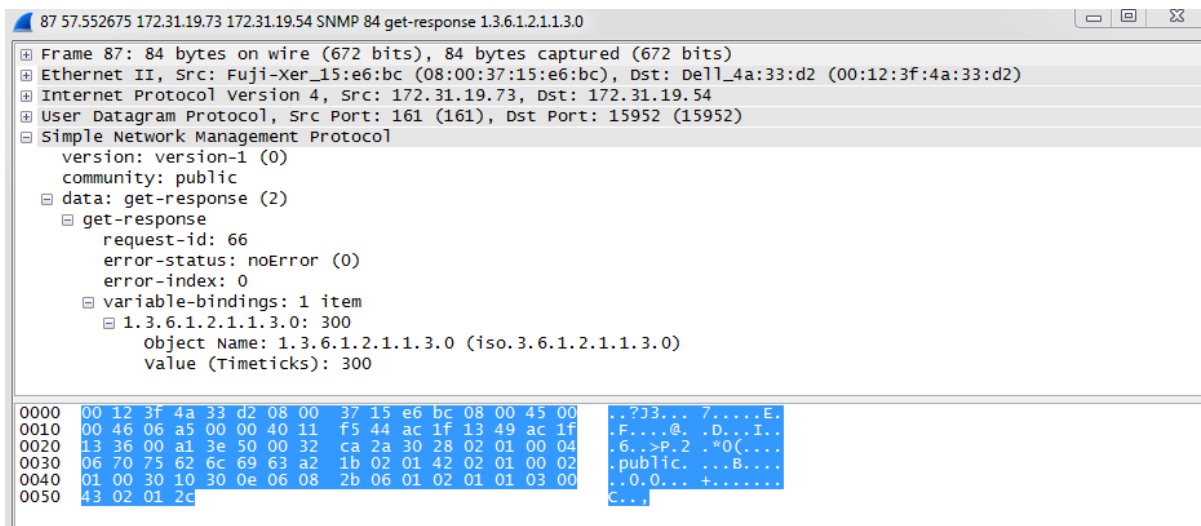 87 57.552675 172.31.19.73 172.31.19.54 SNMP 84 get-response 1.3.6.1.2.1.1.3.0
Frame 87: 84 bytes on wire (672 bits), 84 bytes captured (672 bits)
Ethernet II, Src: Fuji-Xer_15:e6:bc (08:00:37:15:e6:bc), Dst: Dell_4a:33:d2 (00:12:3f:4a:33:d2)
Internet Protocol Version 4, Src: 172.31.19.73, Dst: 172.31.19.54
User Datagram Protocol, Src Port: 161 (161), Dst Port: 15952 (15952)
Simple Network Management Protocol
version: version-1 (0)
community: public
data: get-response (2)
get-response
request-id: 66
error-status: noError (0)
error-index: 0
variable-bindings: 1 item
1.3.6.1.2.1.1.3.0: 300
Object Name: 1.3.6.1.2.1.1.3.0 (iso.3.6.1.2.1.1.3.0)
Value (Timeticks): 300
0000 00 12 3f 4a 33 d2 08 00 37 15 e6 bc 08 00 45 00 ..?J3... 7.....E.
0010 00 46 06 a5 00 00 40 11 f5 44 ac 1f 13 49 ac 1f .F....@. .D...I..
0020 13 36 00 a1 3e 50 00 32 ca 2a 30 28 02 01 00 04 .6..>P.2 .*0(....
0030 06 70 75 62 6c 69 63 a2 1b 02 01 42 02 01 00 02 .public. ...B....
0040 01 00 30 10 30 0e 06 08 2b 06 01 02 01 01 03 00 ..0.0... +.......
0050 43 02 01 2c C..,